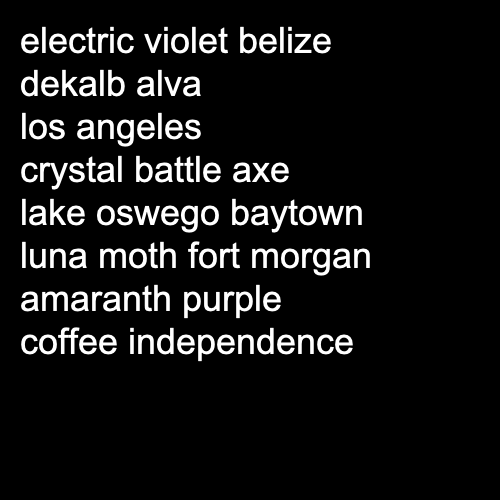 electric violet belize
dekalb alva
los angeles
crystal battle axe
lake oswego baytown
luna moth fort morgan
amaranth purple
coffee independence